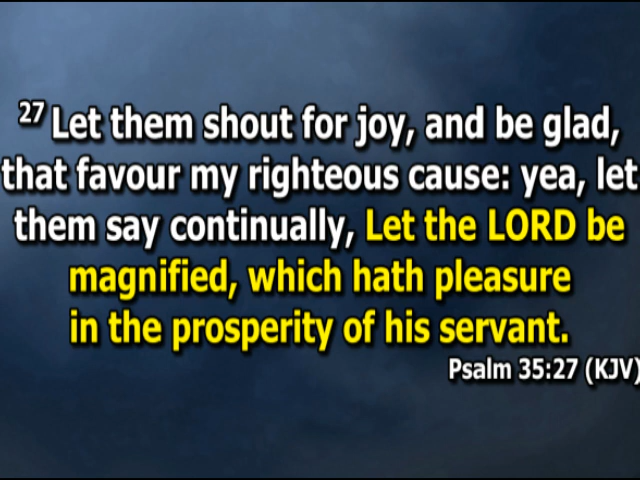 27 Let them shout for joy, and be glad,
that favour my righteous cause: yea, let
them say continually, Let the LORD be
magnified, which hath pleasure
in the prosperity of his servant.
Psalm 35:27 (KJV)